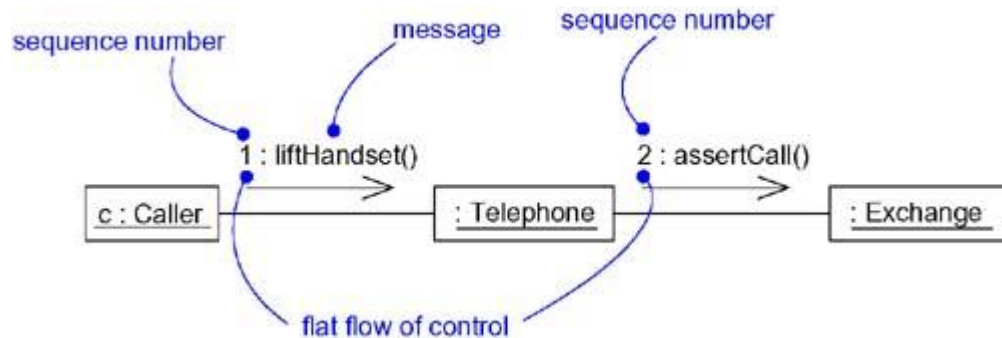 sequence number
message
sequence number
1 : liftHandset()
2 : assertCall()
c : Caller
: Telephone
: Exchange
flat flow of control